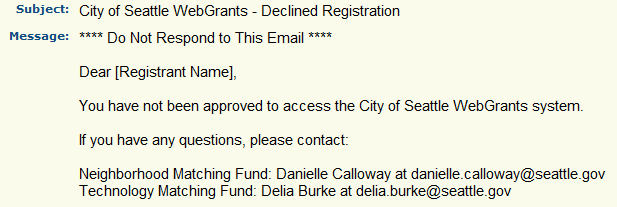 Subject: City of Seattle WebGrants - Declined Registration
Message: **** Do Not Respond to This Email ****
Dear [Registrant Name],
You have not been approved to access the City of Seattle WebGrants system.
If you have any questions, please contact:
Neighborhood Matching Fund: Danielle Calloway at danielle.calloway@seattle.gov
Technology Matching Fund: Delia Burke at delia.burke@seattle.gov